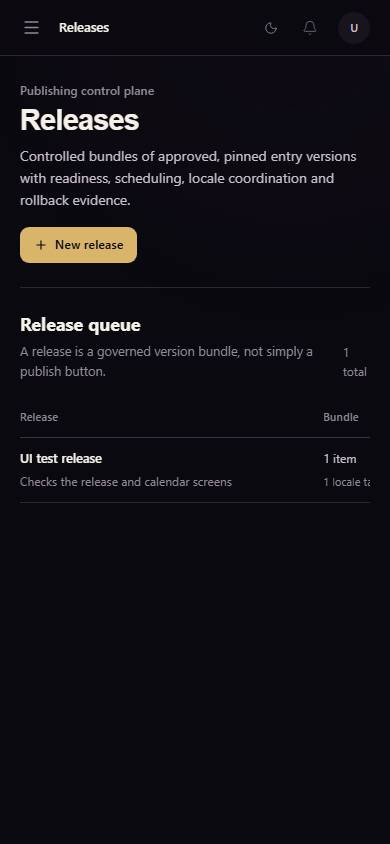 Releases
U
Publishing control plane
Releases
Controlled bundles of approved, pinned entry versions
with readiness, scheduling, locale coordination and
rollback evidence.
New release
Release queue
A release is a governed version bundle, not simply a
publish button.
1
total
Release Bundle
UI test release 1 item
Checks the release and calendar screens 1 locale